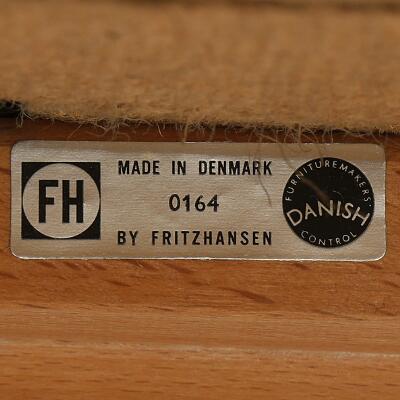 FH
MADE IN DENMARK
0164
BY FRITZHANSEN
FURNITUREMAKERS·
DANISH
CONTROL